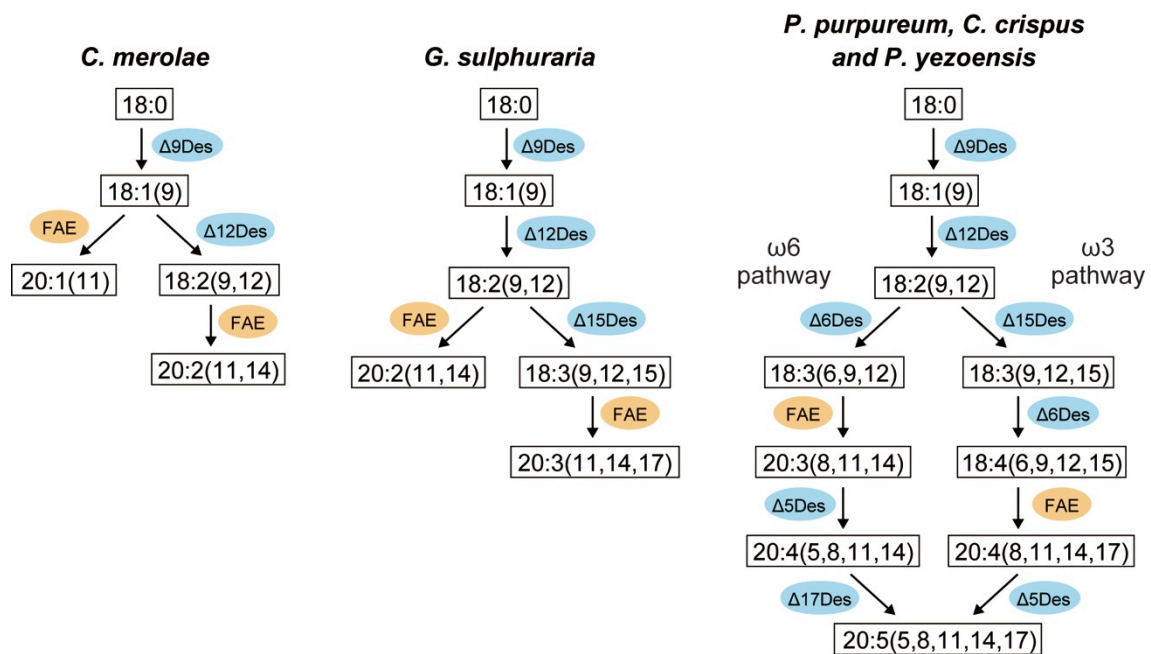 C. merolae
18:0
Δ9Des
18:1(9)
FAE
Δ12Des
20:1(11)
18:2(9,12)
FAE
20:2(11,14)
G. sulphuraria
18:0
Δ9Des
18:1(9)
Δ12Des
18:2(9,12)
FAE
Δ15Des
20:2(11,14)
18:3(9,12,15)
FAE
20:3(11,14,17)
P. purpureum, C. crispus
and P. yezoensis
18:0
Δ9Des
18:1(9)
Δ12Des
ω6
pathway
ω3
pathway
18:2(9,12)
Δ6Des
Δ15Des
18:3(6,9,12)
18:3(9,12,15)
FAE
Δ6Des
20:3(8,11,14)
18:4(6,9,12,15)
Δ5Des
FAE
20:4(5,8,11,14)
20:4(8,11,14,17)
Δ17Des
Δ5Des
20:5(5,8,11,14,17)